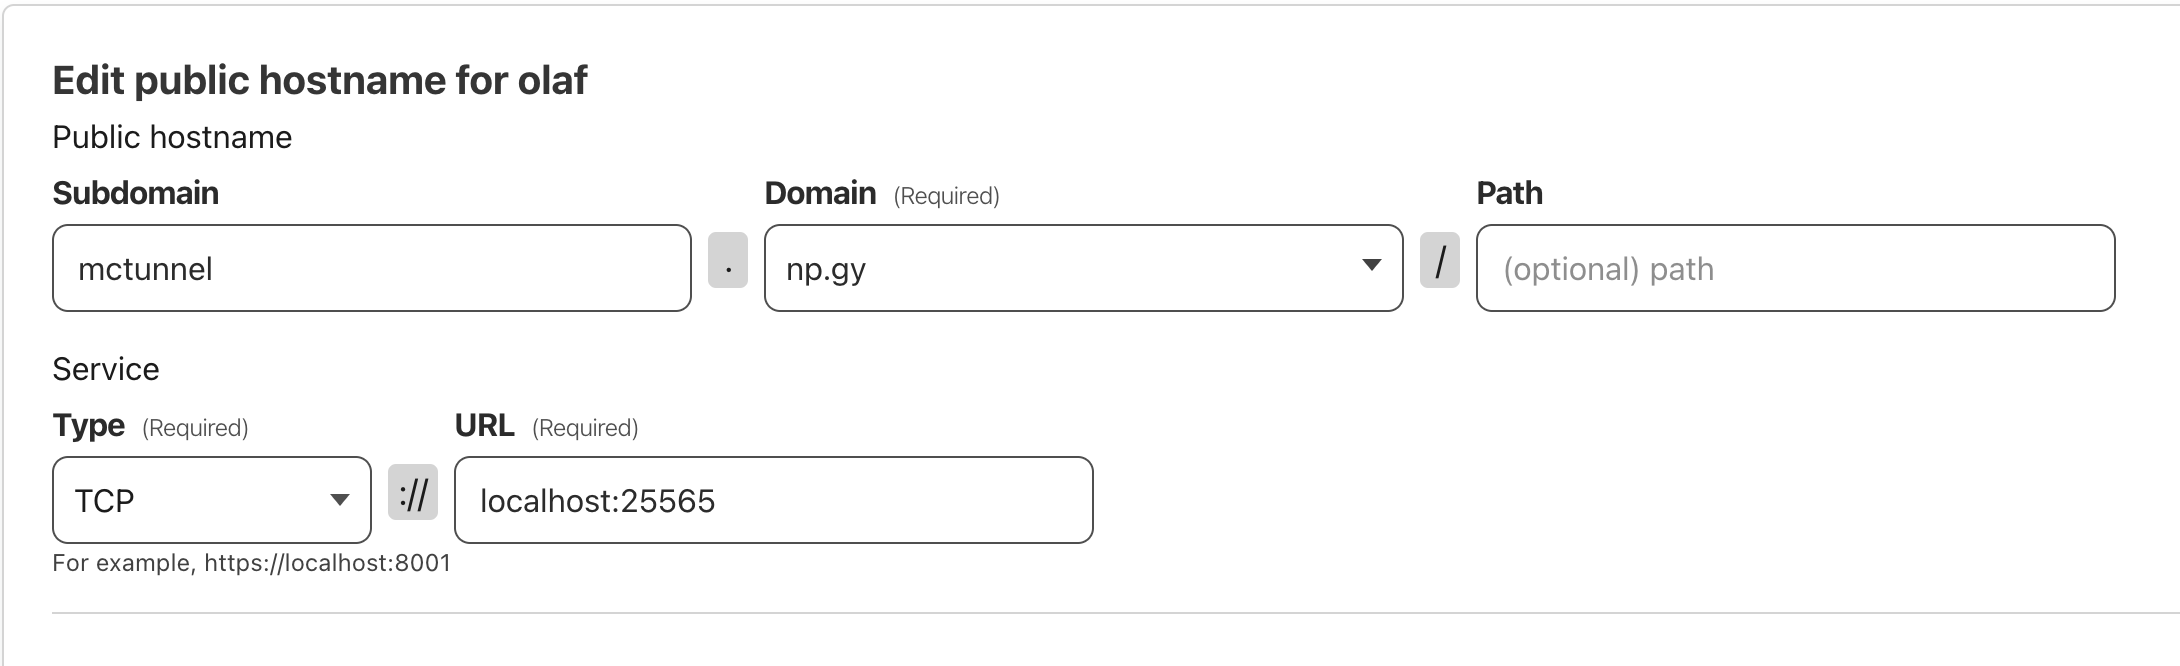 Edit public hostname for olaf
Public hostname
Subdomain Domain (Required) Path
mctunnel . np.gy / (optional) path
Service
Type (Required) URL (Required)
TCP :// localhost:25565
For example, https://localhost:8001